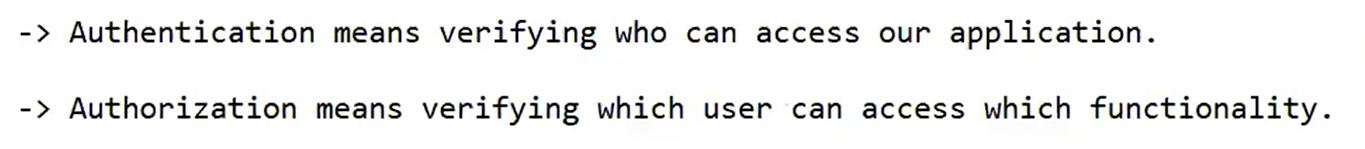 -> Authentication means verifying who can access our application.
-> Authorization means verifying which user can access which functionality.